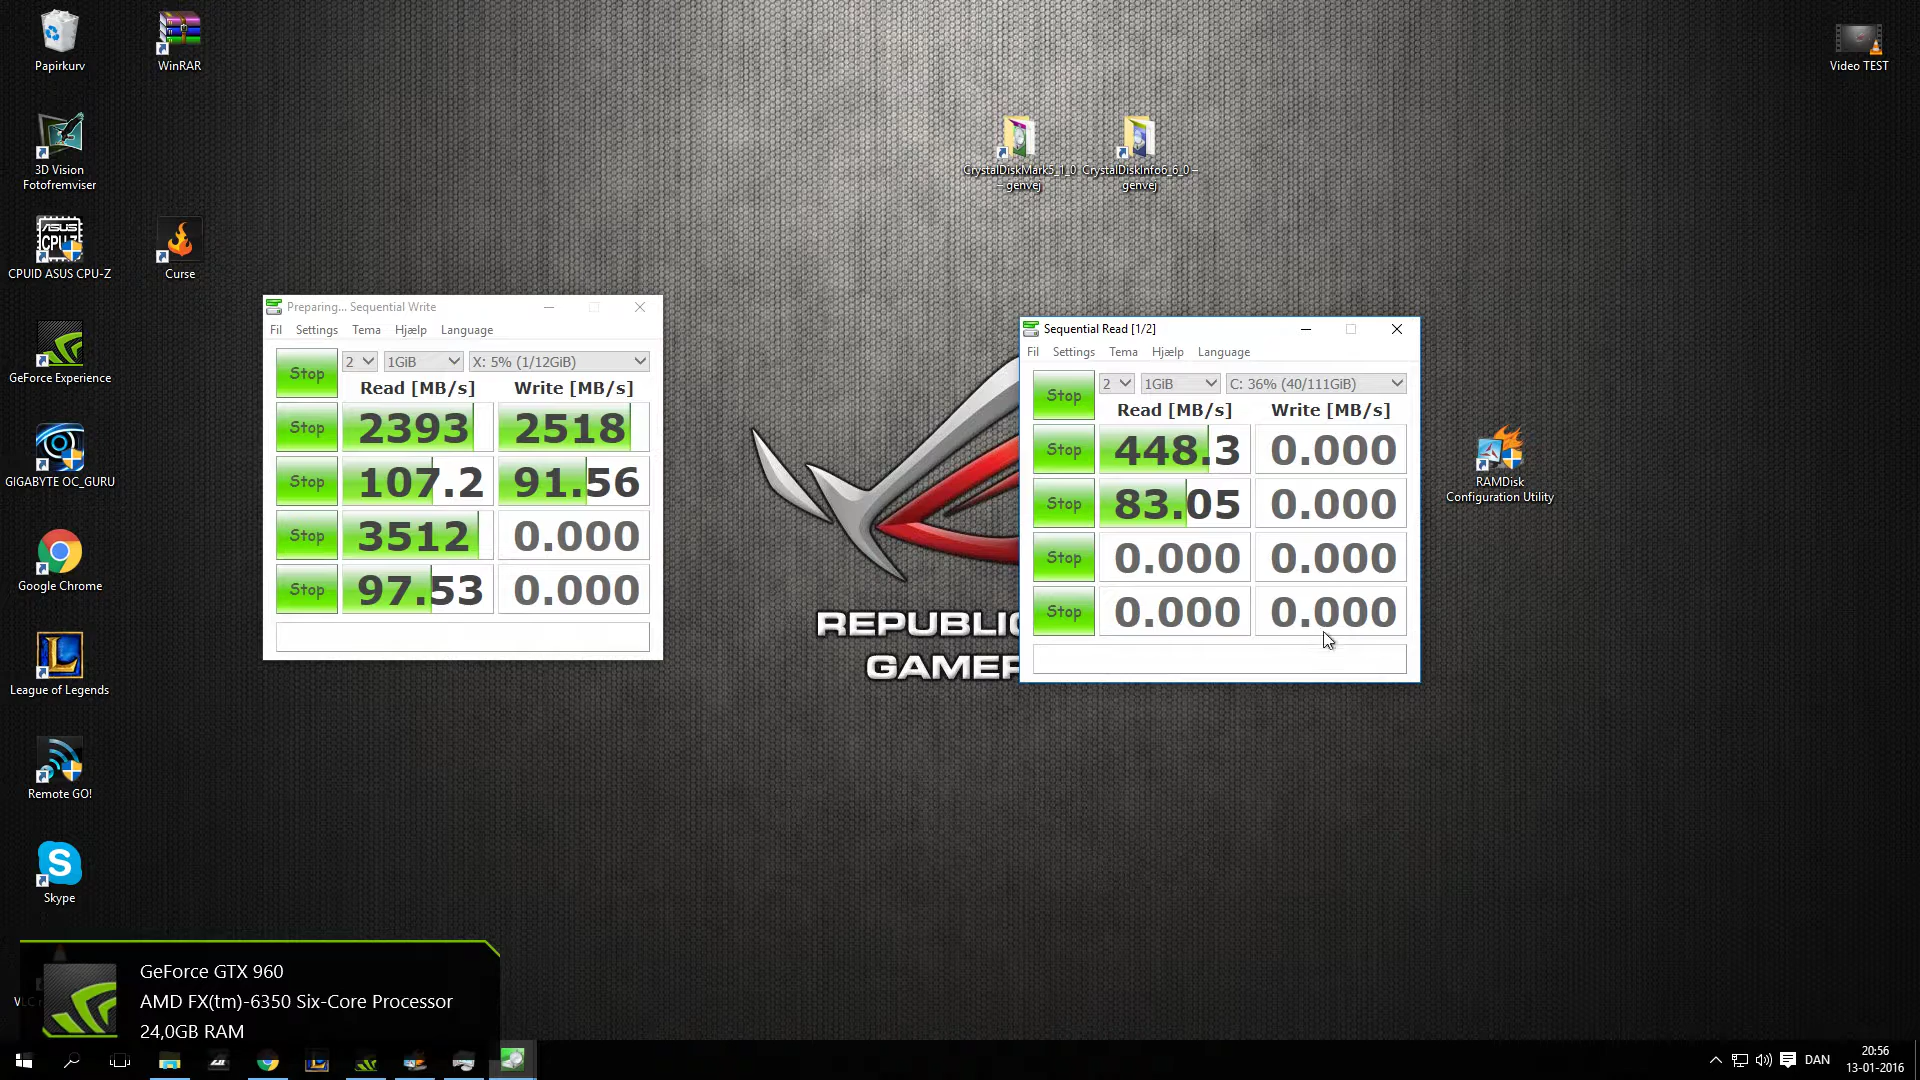 Papirkurv
WinRAR
Video TEST
3D Vision
Fotofremviser
CrystalDiskMark5_1_0
– genvej
CrystalDiskInfo6_6_0 –
genvej
ASUS
CPU-Z
CPUID ASUS CPU-Z
Curse
GeForce Experience
GIGABYTE OC_GURU
Google Chrome
League of Legends
Remote GO!
Skype
Preparing... Sequential Write
Fil Settings Tema Hjælp Language
Stop 2 1GiB X: 5% (1/12GiB)
Read [MB/s] Write [MB/s]
Stop 2393 2518
Stop 107.2 91.56
Stop 3512 0.000
Stop 97.53 0.000
Sequential Read [1/2]
Fil Settings Tema Hjælp Language
Stop 2 1GiB C: 36% (40/111GiB)
Read [MB/s] Write [MB/s]
Stop 448.3 0.000
Stop 83.05 0.000
Stop 0.000 0.000
Stop 0.000 0.000
REPUBLIC
GAMER
RAMDisk
Configuration Utility
GeForce GTX 960
AMD FX(tm)-6350 Six-Core Processor
24,0GB RAM
DAN
20:56
13-01-2016